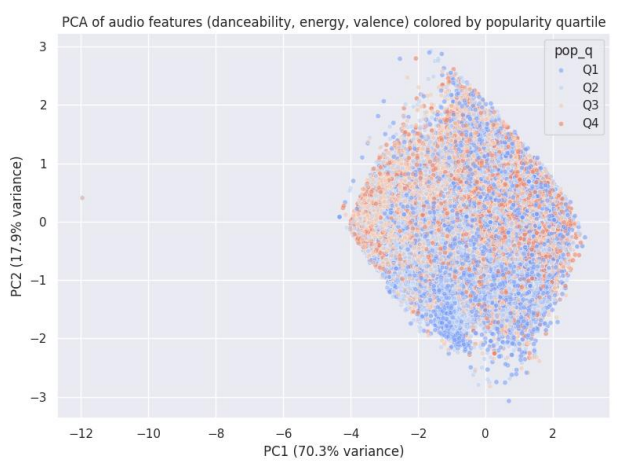 PCA of audio features (danceability, energy, valence) colored by popularity quartile
pop_q
Q1
Q2
Q3
Q4
3
2
1
0
−1
−2
−3
PC2 (17.9% variance)
−12 −10 −8 −6 −4 −2 0 2
PC1 (70.3% variance)